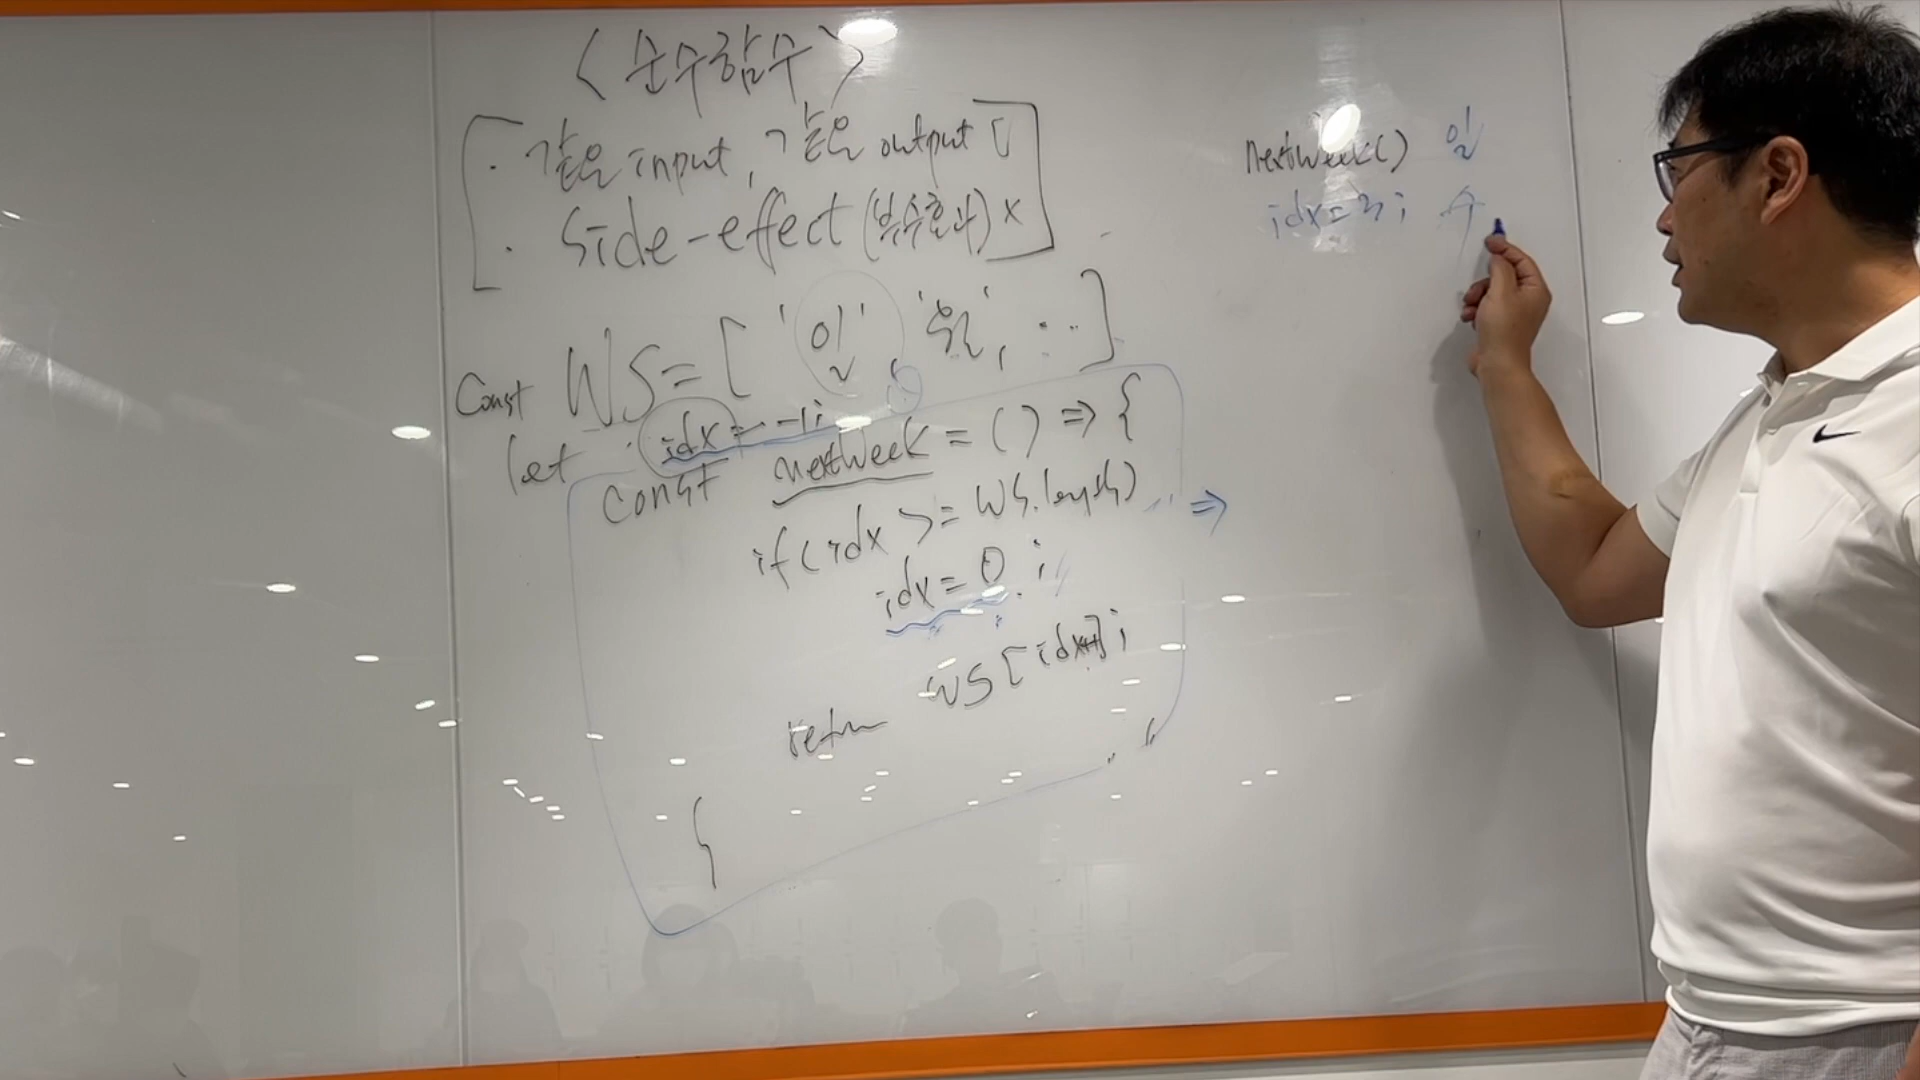 < 순수함수 >
· 같은 input, 같은 output
· Side-effect (부수효과) x
const WS = [ '일', '월', ... ]
let idx = -1;
const nextWeek = () => {
if (idx >= WS.length)
idx = 0;
return WS[idx++];
}
nextWeek() 일
idx = 3; 수